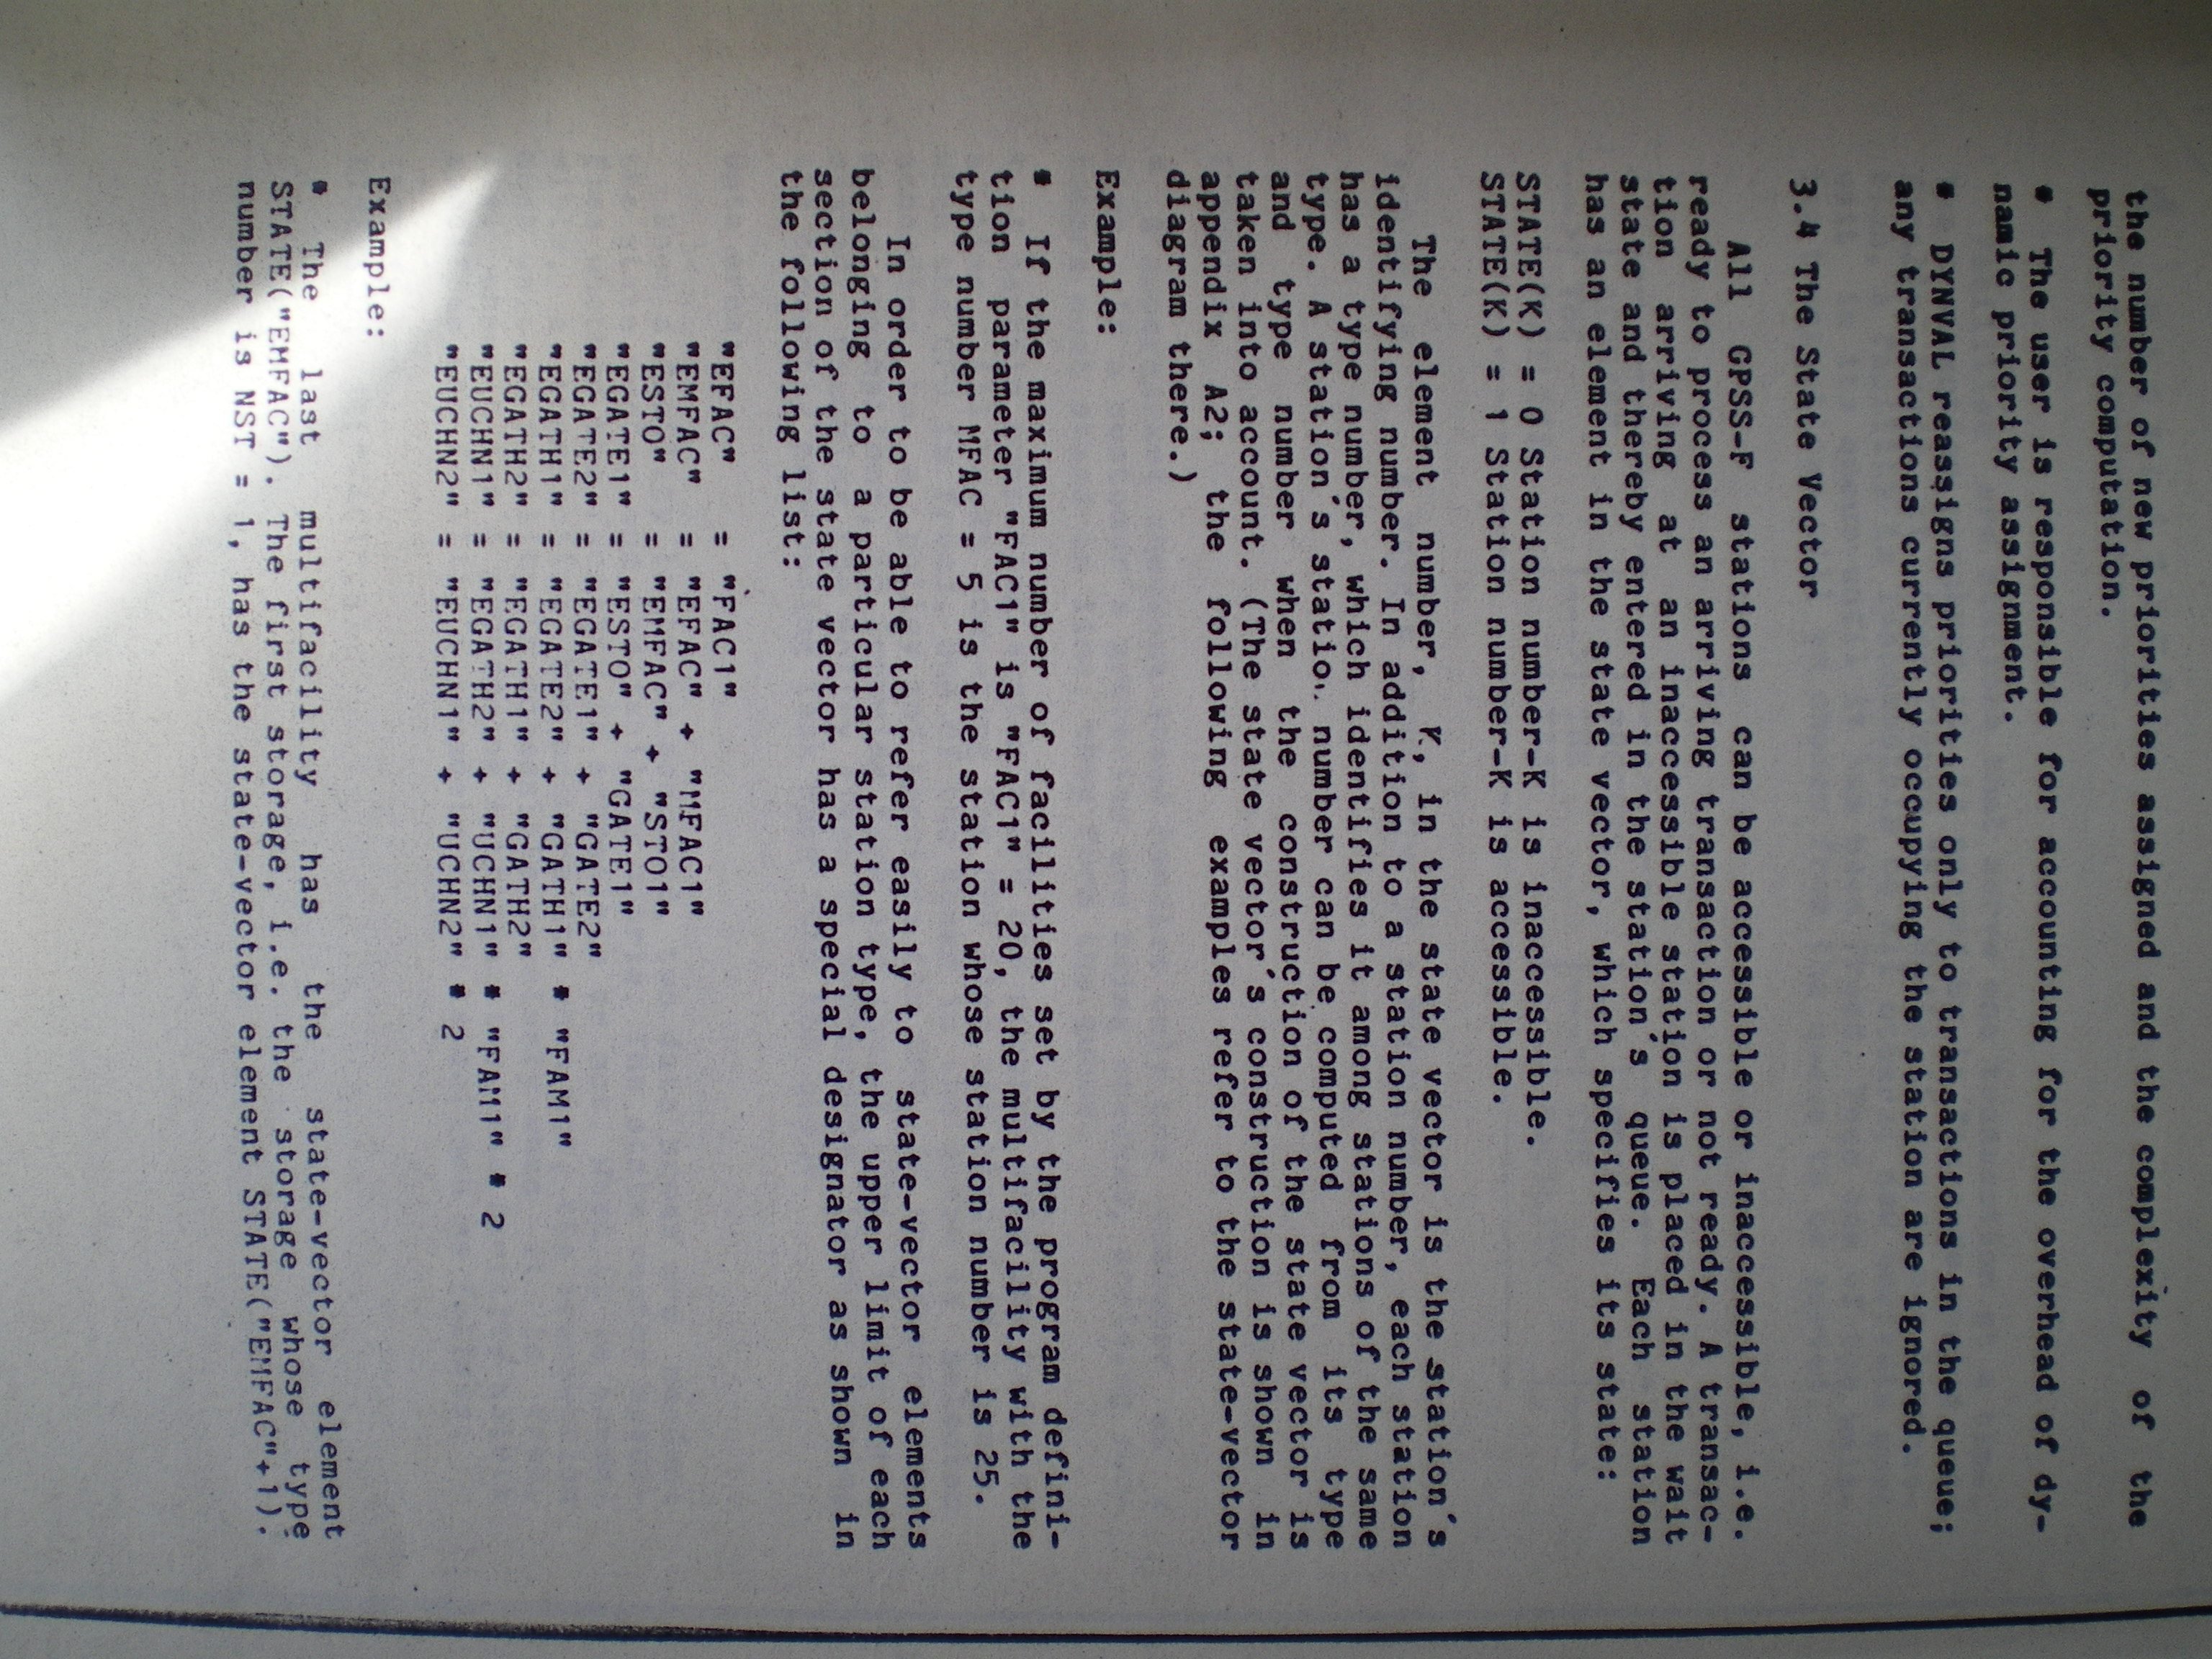 the number of new priorities assigned and the complexity of the
priority computation.
* The user is responsible for accounting for the overhead of dy-
namic priority assignment.
* DYNVAL reassigns priorities only to transactions in the queue;
any transactions currently occupying the station are ignored.
3.4 The State Vector
All GPSS-F stations can be accessible or inaccessible, i.e.
ready to process an arriving transaction or not ready. A transac-
tion arriving at an inaccessible station is placed in the wait
state and thereby entered in the station's queue. Each station
has an element in the state vector, which specifies its state:
STATE(K) = 0 Station number-K is inaccessible.
STATE(K) = 1 Station number-K is accessible.
The element number, K, in the state vector is the station's
identifying number. In addition to a station number, each station
has a type number, which identifies it among stations of the same
type. A station's station number can be computed from its type
and type number when the construction of the state vector is
taken into account. (The state vector's construction is shown in
appendix A2; the following examples refer to the state-vector
diagram there.)
Example:
* If the maximum number of facilities set by the program defini-
tion parameter "FAC1" is "FAC1" = 20, the multifacility with the
type number MFAC = 5 is the station whose station number is 25.
In order to be able to refer easily to state-vector elements
belonging to a particular station type, the upper limit of each
section of the state vector has a special designator as shown in
the following list:
"EFAC" = "FAC1"
"EMFAC" = "EFAC" + "MFAC1"
"ESTO" = "EMFAC" + "STO1"
"EGATE1" = "ESTO" + "GATE1"
"EGATE2" = "EGATE1" + "GATE2"
"EGATH1" = "EGATE2" + "GATH1" * "FAM1"
"EGATH2" = "EGATH1" + "GATH2"
"EUCHN1" = "EGATH2" + "UCHN1" * "FAM1" * 2
"EUCHN2" = "EUCHN1" + "UCHN2" * 2
Example:
* The last multifacility has the state-vector element
STATE("EMFAC"). The first storage, i.e. the storage whose type
number is NST = 1, has the state-vector element STATE("EMFAC"+1).